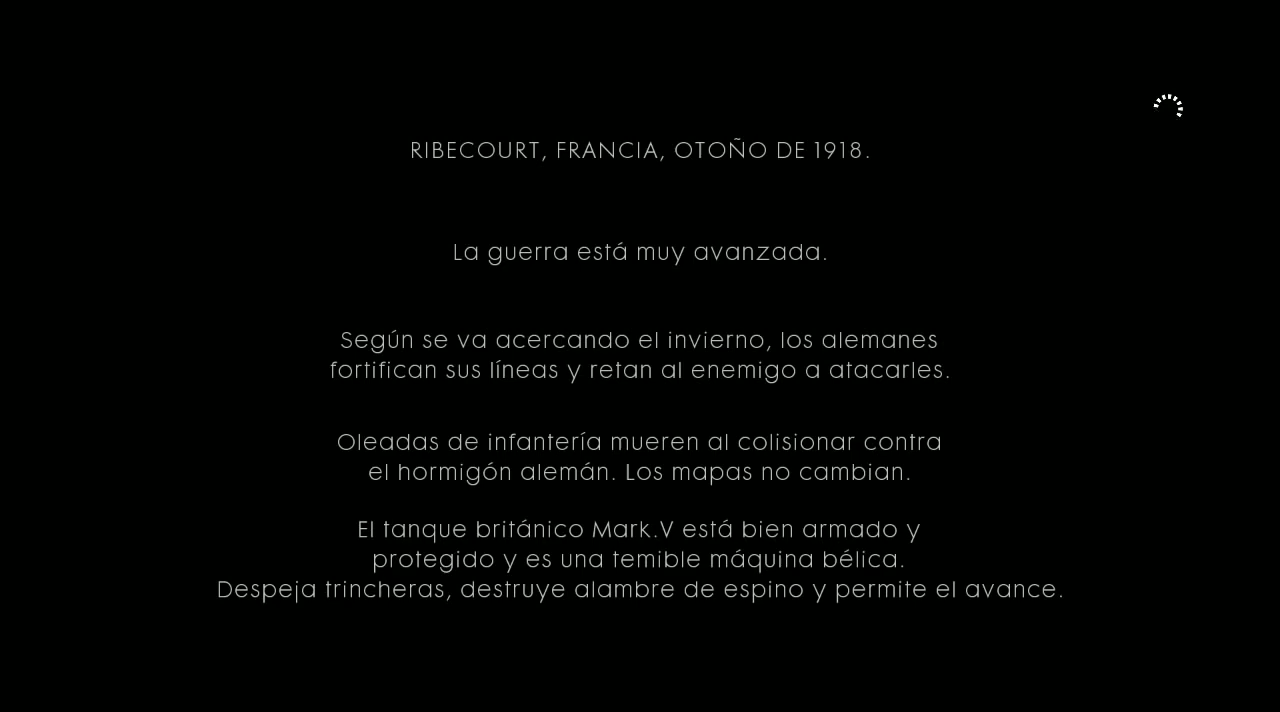 RIBECOURT, FRANCIA, OTOÑO DE 1918.
La guerra está muy avanzada.
Según se va acercando el invierno, los alemanes
fortifican sus líneas y retan al enemigo a atacarles.
Oleadas de infantería mueren al colisionar contra
el hormigón alemán. Los mapas no cambian.
El tanque británico Mark.V está bien armado y
protegido y es una temible máquina bélica.
Despeja trincheras, destruye alambre de espino y permite el avance.